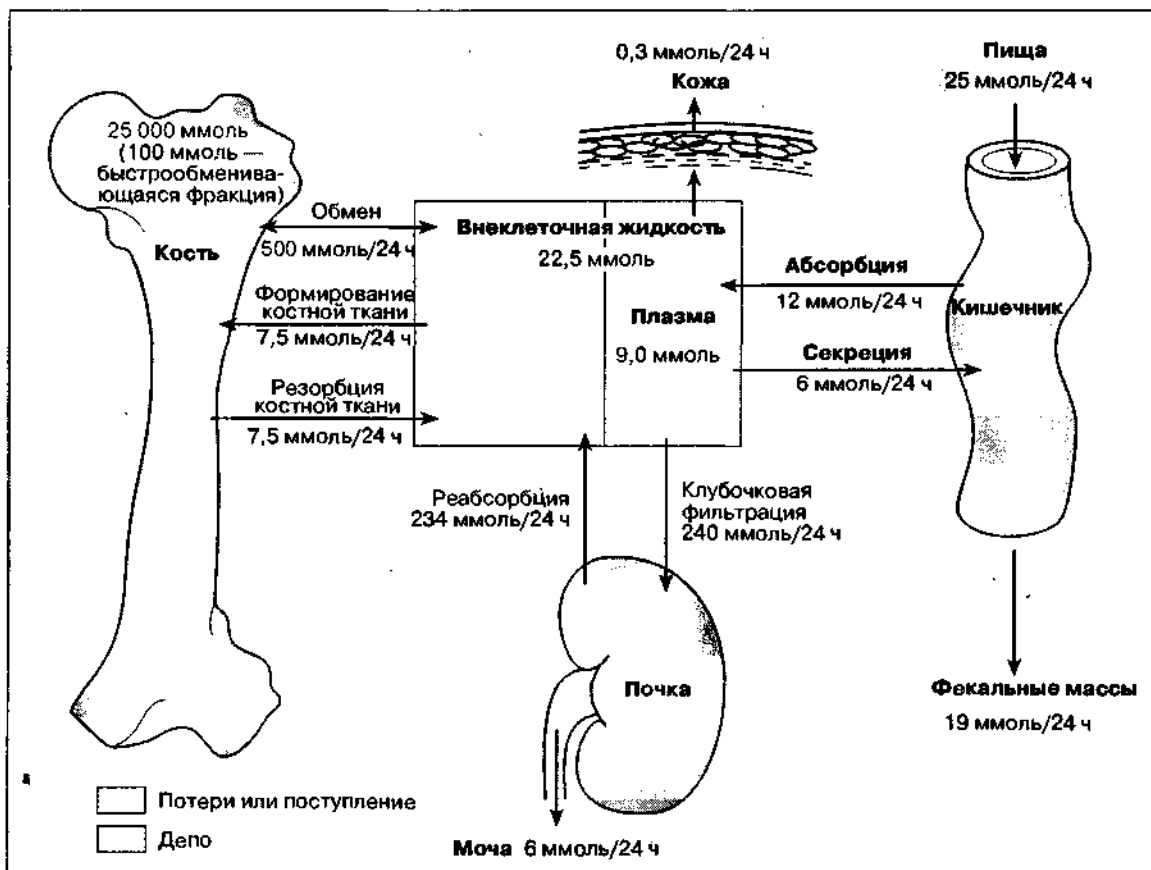 0,3 ммоль/24 ч
Кожа
Пища
25 ммоль/24 ч
25 000 ммоль
(100 ммоль —
быстрообменива-
ющаяся фракция)
Кость
Обмен
500 ммоль/24 ч
Формирование
костной ткани
7,5 ммоль/24 ч
Резорбция
костной ткани
7,5 ммоль/24 ч
Внеклеточная жидкость
22,5 ммоль
Плазма
9,0 ммоль
Абсорбция
12 ммоль/24 ч
Кишечник
Секреция
6 ммоль/24 ч
Реабсорбция
234 ммоль/24 ч
Клубочковая
фильтрация
240 ммоль/24 ч
Почка
Фекальные массы
19 ммоль/24 ч
Потери или поступление
Депо
Моча 6 ммоль/24 ч